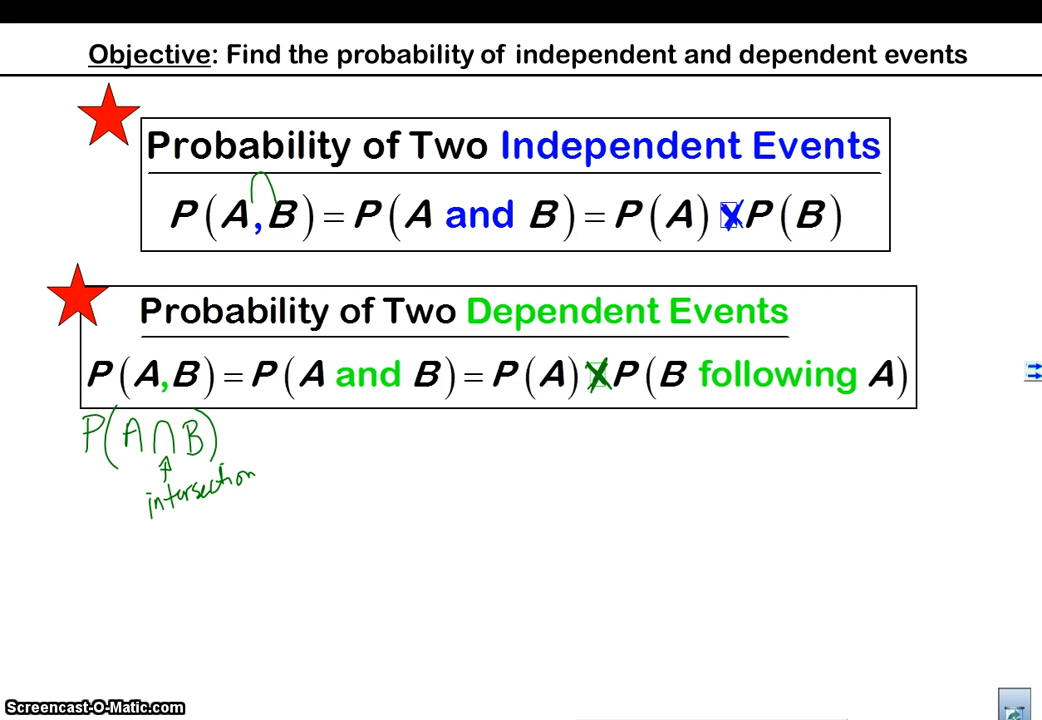 Objective: Find the probability of independent and dependent events
Probability of Two Independent Events
P(A,∩B) = P(A and B) = P(A) x P(B)
Probability of Two Dependent Events
P(A,B) = P(A and B) = P(A) x P(B following A)
P(A∩B)
intersection
Screencast-O-Matic.com